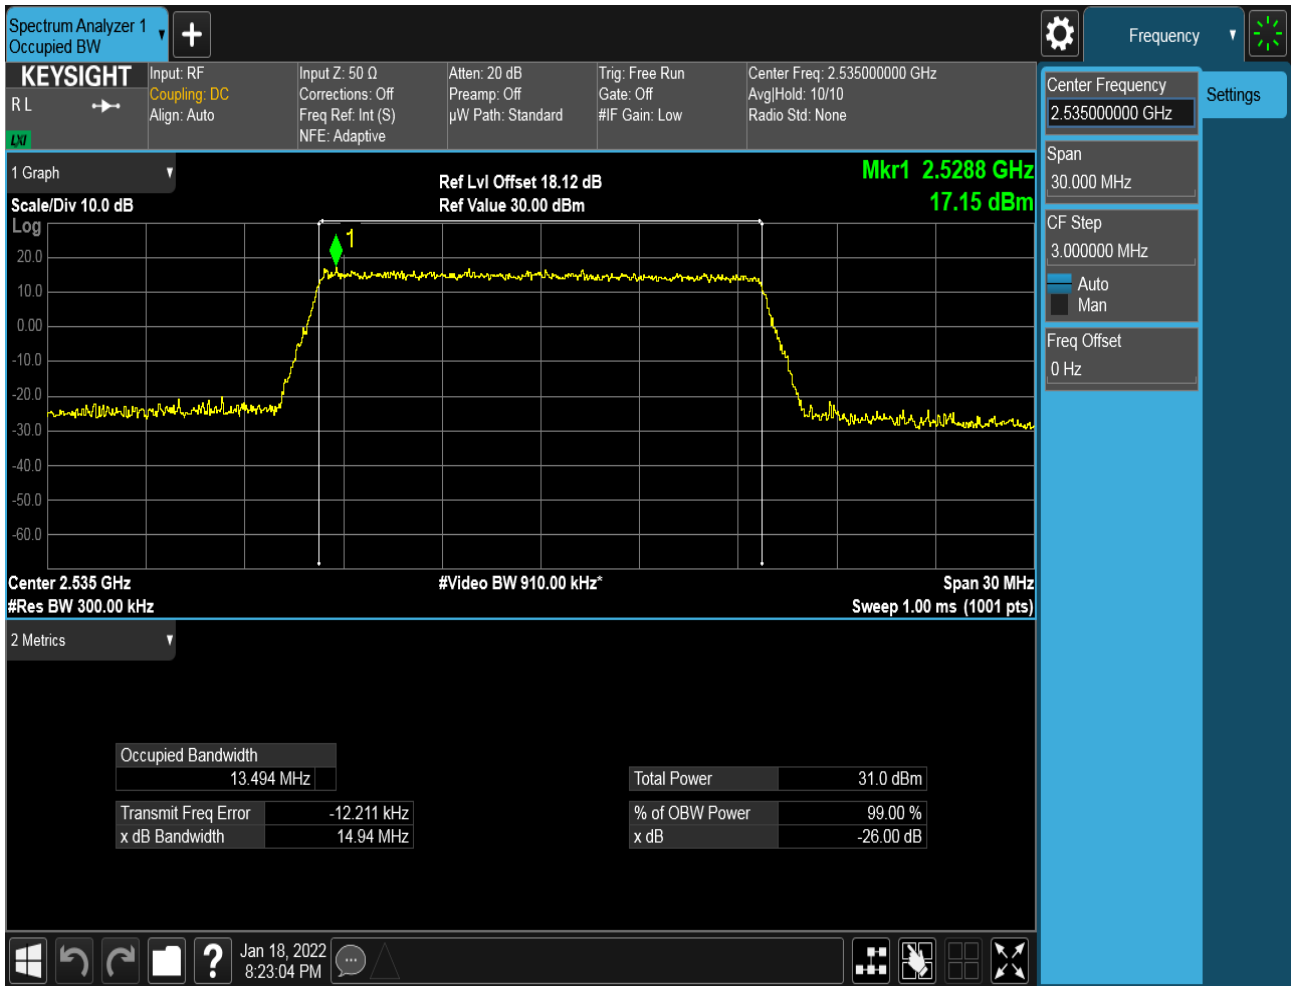 Spectrum Analyzer 1
Occupied BW
Frequency
KEYSIGHT
R L
LXI
Input: RF
Coupling: DC
Align: Auto
Input Z: 50 Ω
Corrections: Off
Freq Ref: Int (S)
NFE: Adaptive
Atten: 20 dB
Preamp: Off
µW Path: Standard
Trig: Free Run
Gate: Off
#IF Gain: Low
Center Freq: 2.535000000 GHz
Avg|Hold: 10/10
Radio Std: None
Center Frequency
2.535000000 GHz
Settings
Span
30.000 MHz
CF Step
3.000000 MHz
Auto
Man
Freq Offset
0 Hz
1 Graph
Scale/Div 10.0 dB
Ref Lvl Offset 18.12 dB
Ref Value 30.00 dBm
Mkr1 2.5288 GHz
17.15 dBm
Log
1
20.0
10.0
0.00
-10.0
-20.0
-30.0
-40.0
-50.0
-60.0
Center 2.535 GHz
#Video BW 910.00 kHz*
Span 30 MHz
#Res BW 300.00 kHz
Sweep 1.00 ms (1001 pts)
2 Metrics
Occupied Bandwidth
13.494 MHz
Total Power 31.0 dBm
Transmit Freq Error -12.211 kHz
% of OBW Power 99.00 %
x dB Bandwidth 14.94 MHz
x dB -26.00 dB
Jan 18, 2022
8:23:04 PM